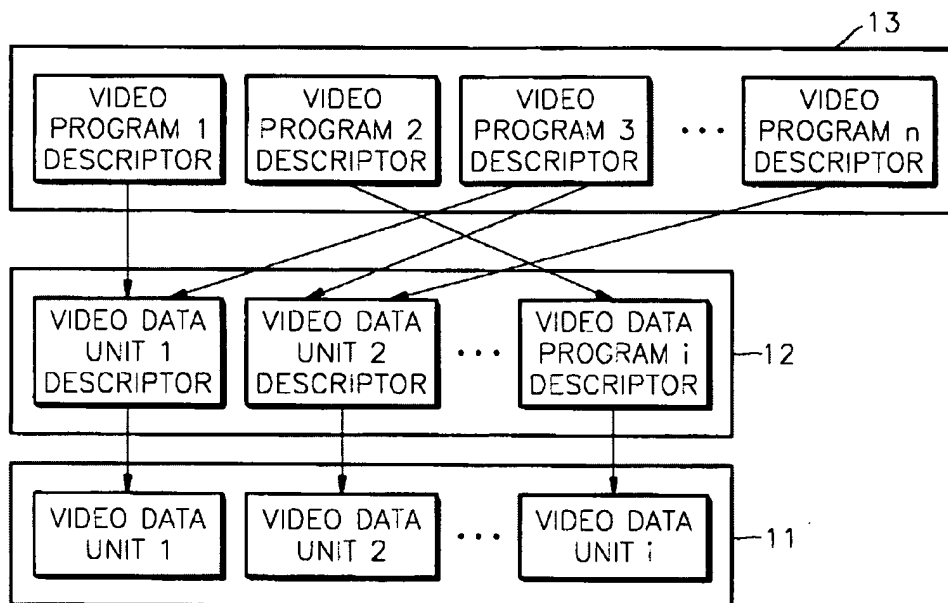 13
VIDEO PROGRAM 1 DESCRIPTOR
VIDEO PROGRAM 2 DESCRIPTOR
VIDEO PROGRAM 3 DESCRIPTOR
...
VIDEO PROGRAM n DESCRIPTOR
VIDEO DATA UNIT 1 DESCRIPTOR
VIDEO DATA UNIT 2 DESCRIPTOR
...
VIDEO DATA PROGRAM i DESCRIPTOR
12
VIDEO DATA UNIT 1
VIDEO DATA UNIT 2
...
VIDEO DATA UNIT i
11